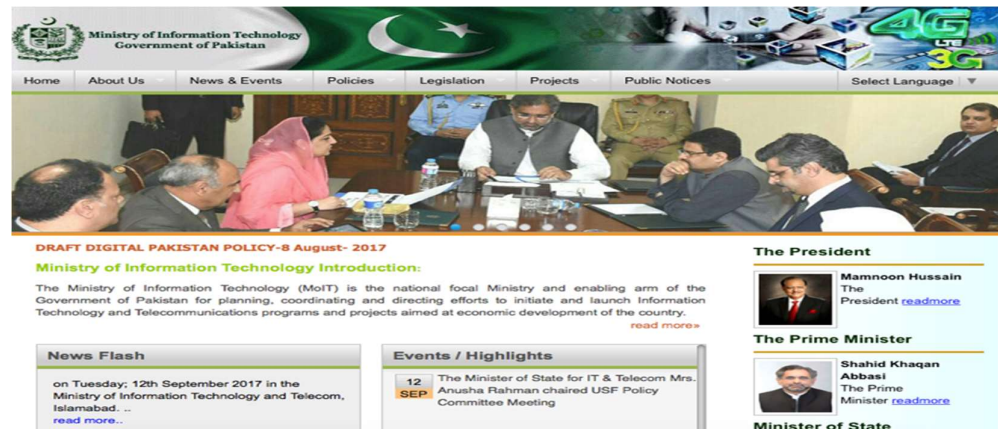 Ministry of Information Technology
Government of Pakistan
4G
LTE
3G
Home
About Us
News & Events
Policies
Legislation
Projects
Public Notices
Select Language
DRAFT DIGITAL PAKISTAN POLICY-8 August- 2017
Ministry of Information Technology Introduction:
The Ministry of Information Technology (MoIT) is the national focal Ministry and enabling arm of the
Government of Pakistan for planning, coordinating and directing efforts to initiate and launch Information
Technology and Telecommunications programs and projects aimed at economic development of the country.
read more»
News Flash
on Tuesday; 12th September 2017 in the
Ministry of Information Technology and Telecom,
Islamabad. ..
read more..
Events / Highlights
12
SEP
The Minister of State for IT & Telecom Mrs.
Anusha Rahman chaired USF Policy
Committee Meeting
The President
Mamnoon Hussain
The
President readmore
The Prime Minister
Shahid Khaqan
Abbasi
The Prime
Minister readmore
Minister of State